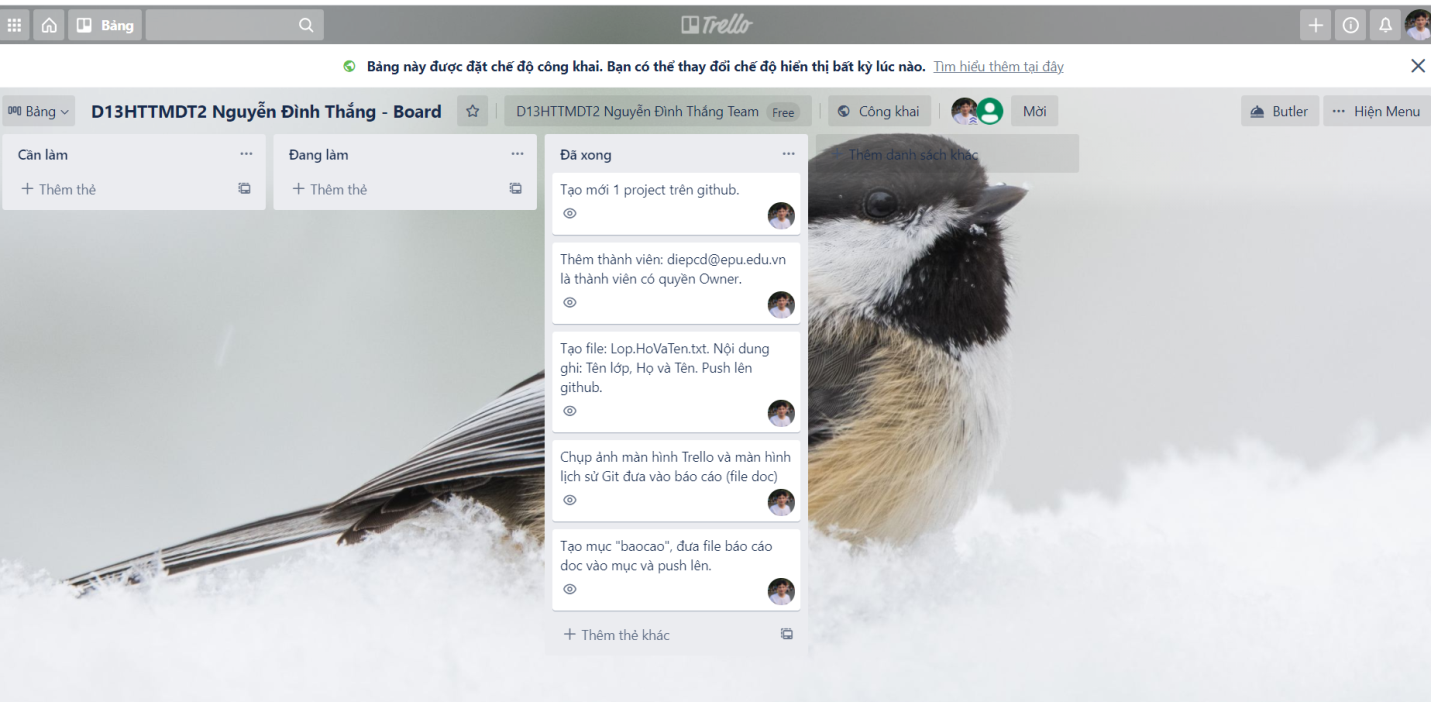 Bảng
Trello
Bảng này được đặt chế độ công khai. Bạn có thể thay đổi chế độ hiển thị bất kỳ lúc nào. Tìm hiểu thêm tại đây
Bảng D13HTTMDT2 Nguyễn Đình Thắng - Board D13HTTMDT2 Nguyễn Đình Thắng Team Free Công khai Mời Butler Hiện Menu
Cần làm
Thêm thẻ
Đang làm
Thêm thẻ
Đã xong
Tạo mới 1 project trên github.
Thêm thành viên: diepcd@epu.edu.vn
là thành viên có quyền Owner.
Tạo file: Lop.HoVaTen.txt. Nội dung
ghi: Tên lớp, Họ và Tên. Push lên
github.
Chụp ảnh màn hình Trello và màn hình
lịch sử Git đưa vào báo cáo (file doc)
Tạo mục "baocao", đưa file báo cáo
doc vào mục và push lên.
Thêm thẻ khác
Thêm danh sách khác